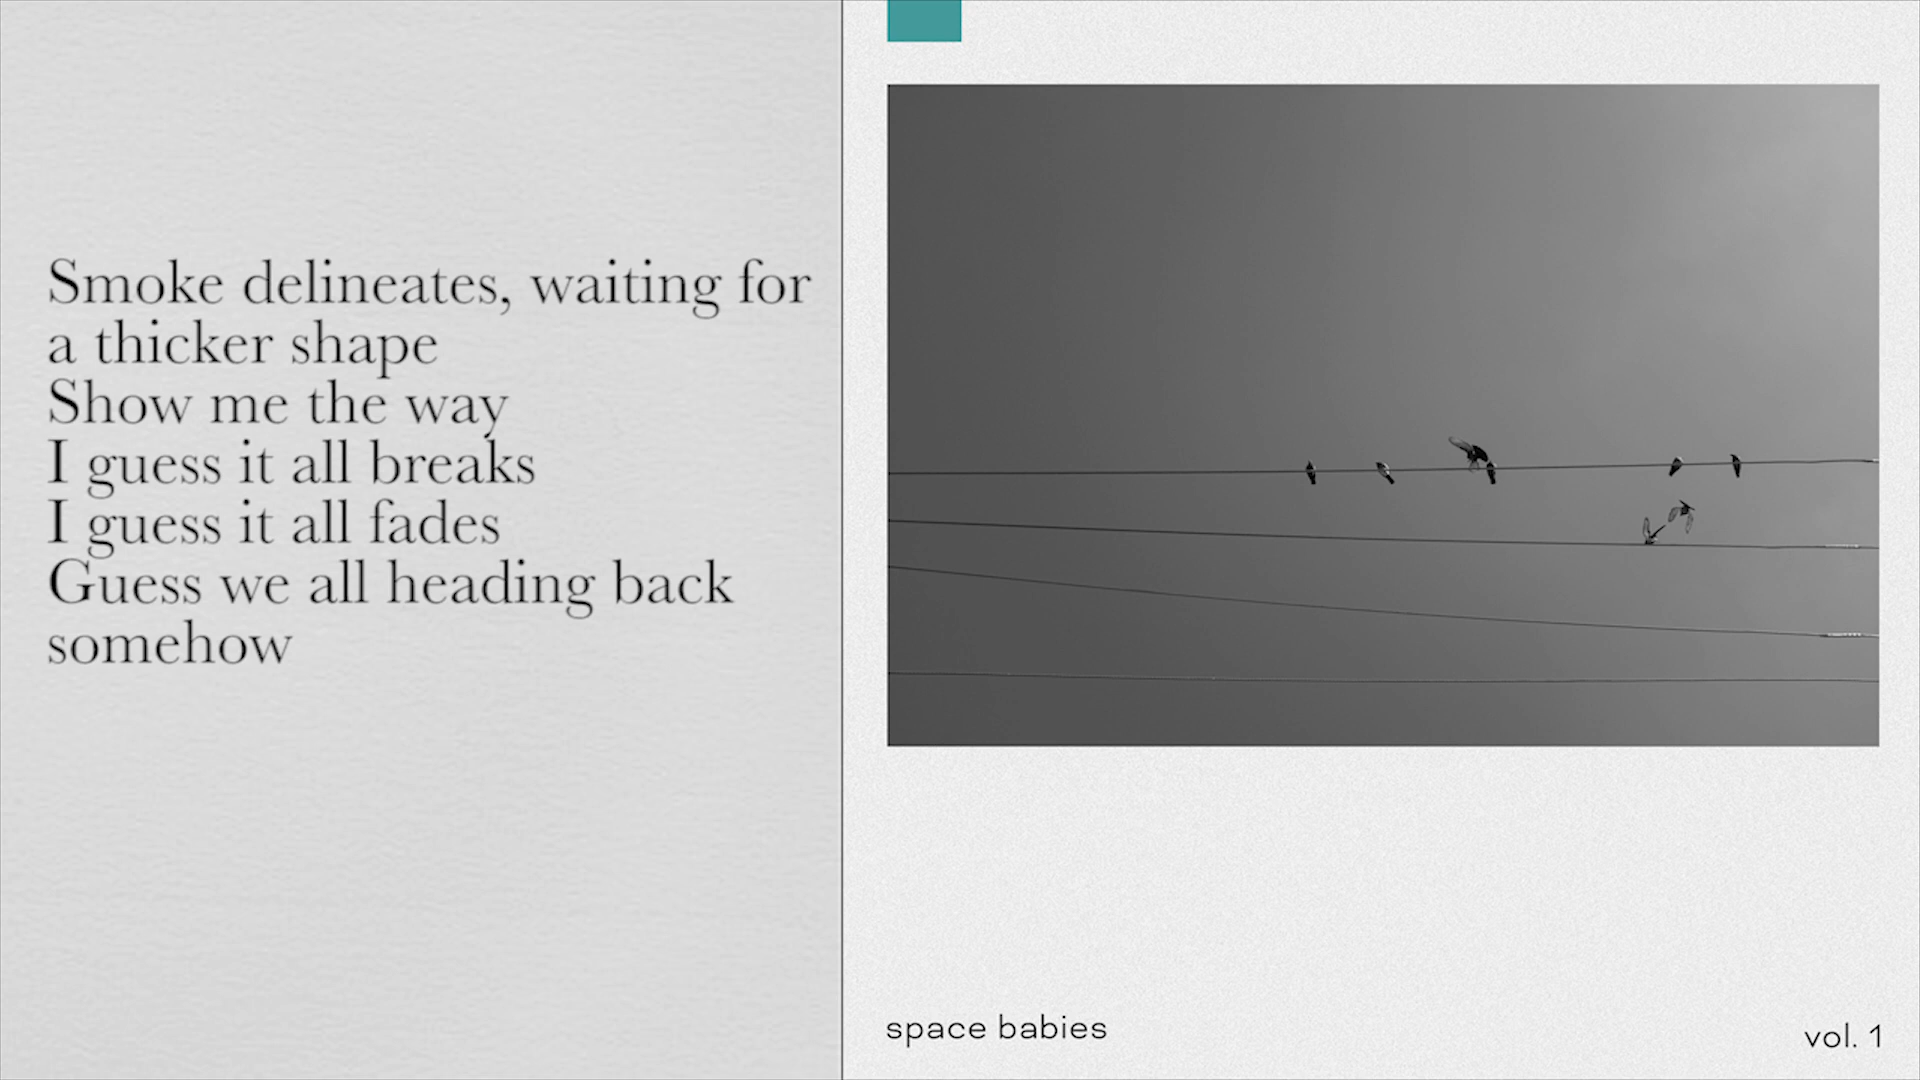 Smoke delineates, waiting for
a thicker shape
Show me the way
I guess it all breaks
I guess it all fades
Guess we all heading back
somehow
space babies
vol. 1